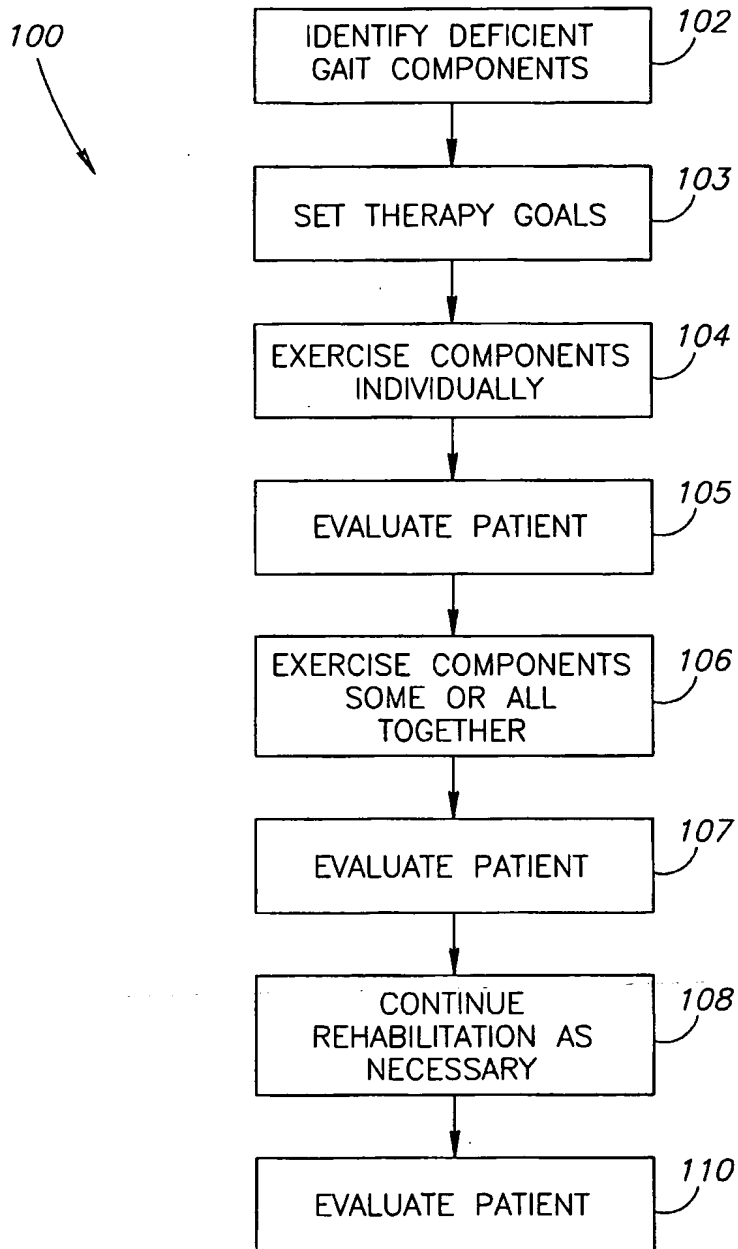 100
IDENTIFY DEFICIENT
GAIT COMPONENTS
102
SET THERAPY GOALS
103
EXERCISE COMPONENTS
INDIVIDUALLY
104
EVALUATE PATIENT
105
EXERCISE COMPONENTS
SOME OR ALL
TOGETHER
106
EVALUATE PATIENT
107
CONTINUE
REHABILITATION AS
NECESSARY
108
EVALUATE PATIENT
110